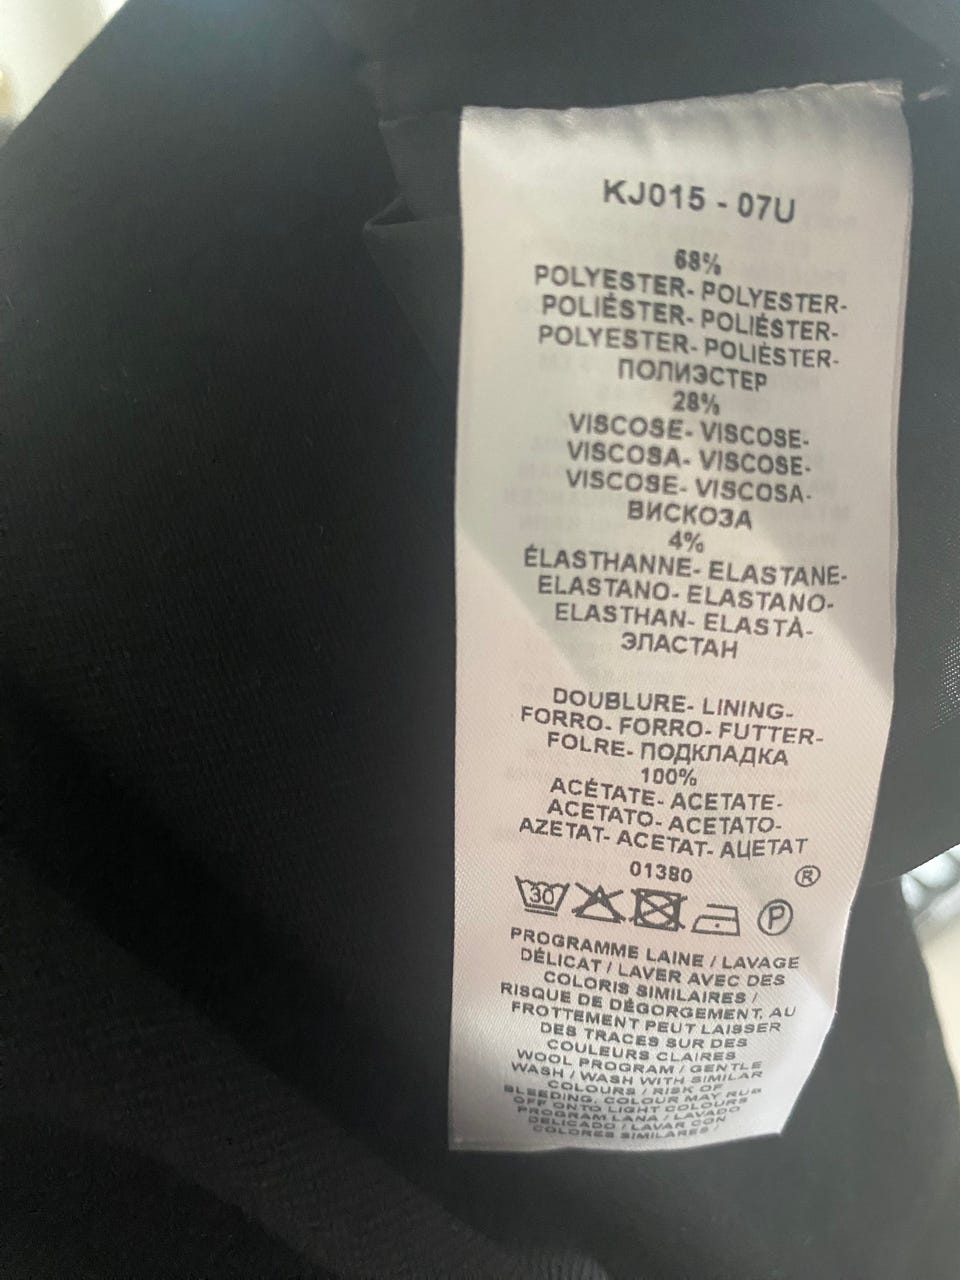 KJ015 - 07U
68%
POLYESTER- POLYESTER-
POLIÉSTER- POLIÉSTER-
POLYESTER- POLIÈSTER-
ПОЛИЭСТЕР
28%
VISCOSE- VISCOSE-
VISCOSA- VISCOSE-
VISCOSE- VISCOSA-
ВИСКОЗА
4%
ÉLASTHANNE- ELASTANE-
ELASTANO- ELASTANO-
ELASTHAN- ELASTÀ-
ЭЛАСТАН
DOUBLURE- LINING-
FORRO- FORRO- FUTTER-
FOLRE- ПОДКЛАДКА
100%
ACÉTATE- ACETATE-
ACETATO- ACETATO-
AZETAT- ACETAT- АЦЕТАТ
01380
®
30 P
PROGRAMME LAINE / LAVAGE
DÉLICAT / LAVER AVEC DES
COLORIS SIMILAIRES /
RISQUE DE DÉGORGEMENT. AU
FROTTEMENT PEUT LAISSER
DES TRACES SUR DES
COULEURS CLAIRES
WOOL PROGRAM / GENTLE
WASH / WASH WITH SIMILAR
COLOURS / RISK OF
BLEEDING. COLOUR MAY RUB
OFF ONTO LIGHT COLOURS
PROGRAM LANA / LAVADO
DELICADO / LAVAR CON
COLORES SIMILARES /